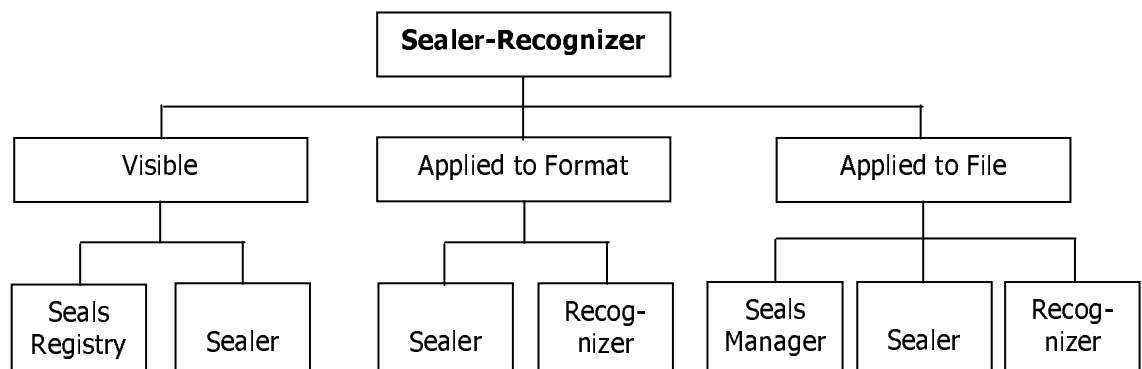 Sealer-Recognizer
Visible
Applied to Format
Applied to File
Seals
Registry
Sealer
Sealer
Recog-
nizer
Seals
Manager
Sealer
Recog-
nizer